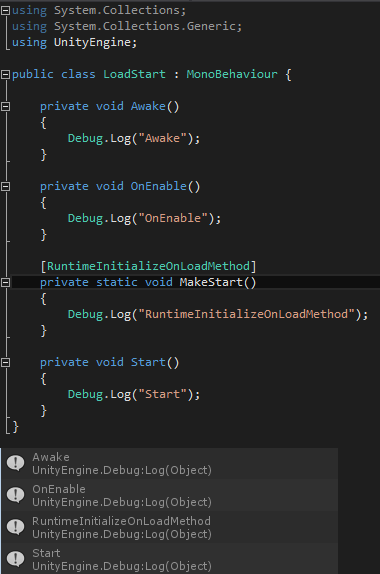 using System.Collections;
using System.Collections.Generic;
using UnityEngine;
public class LoadStart : MonoBehaviour {
private void Awake()
{
Debug.Log("Awake");
}
private void OnEnable()
{
Debug.Log("OnEnable");
}
[RuntimeInitializeOnLoadMethod]
private static void MakeStart()
{
Debug.Log("RuntimeInitializeOnLoadMethod");
}
private void Start()
{
Debug.Log("Start");
}
}
Awake
UnityEngine.Debug:Log(Object)
OnEnable
UnityEngine.Debug:Log(Object)
RuntimeInitializeOnLoadMethod
UnityEngine.Debug:Log(Object)
Start
UnityEngine.Debug:Log(Object)